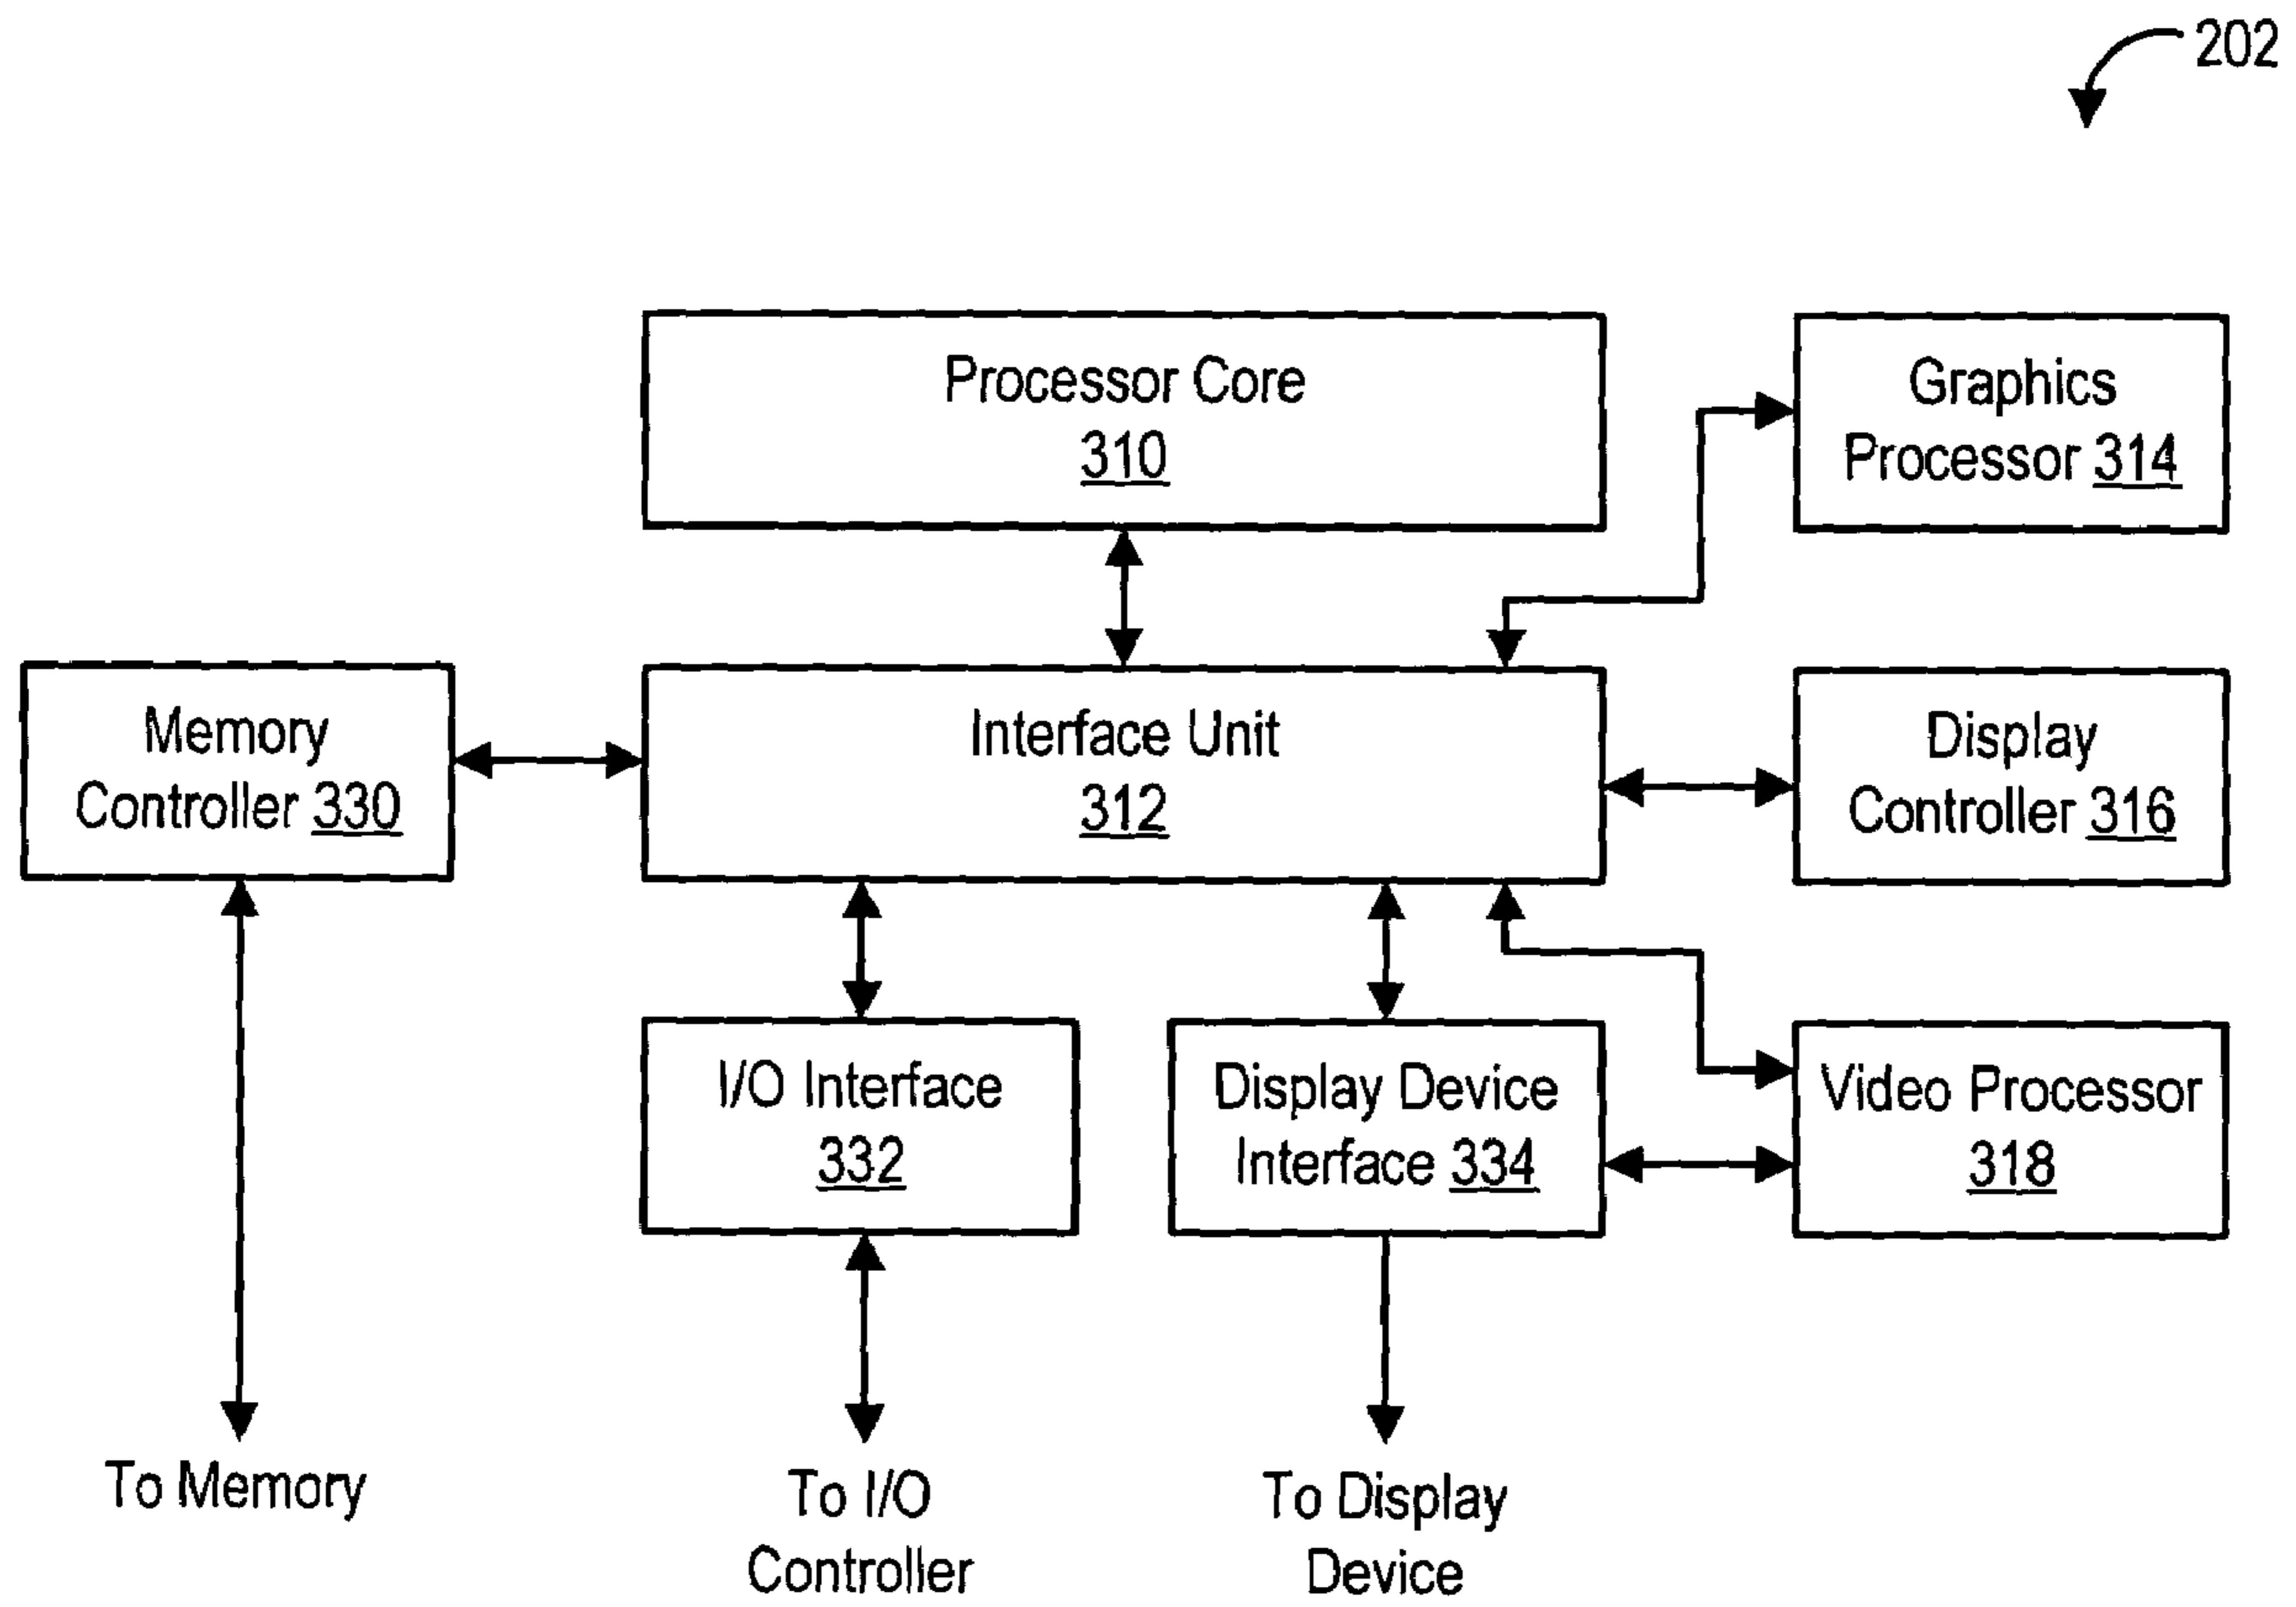 202
Processor Core
310
Graphics
Processor 314
Memory
Controller 330
Interface Unit
312
Display
Controller 316
I/O Interface
332
Display Device
Interface 334
Video Processor
318
To Memory
To I/O
Controller
To Display
Device